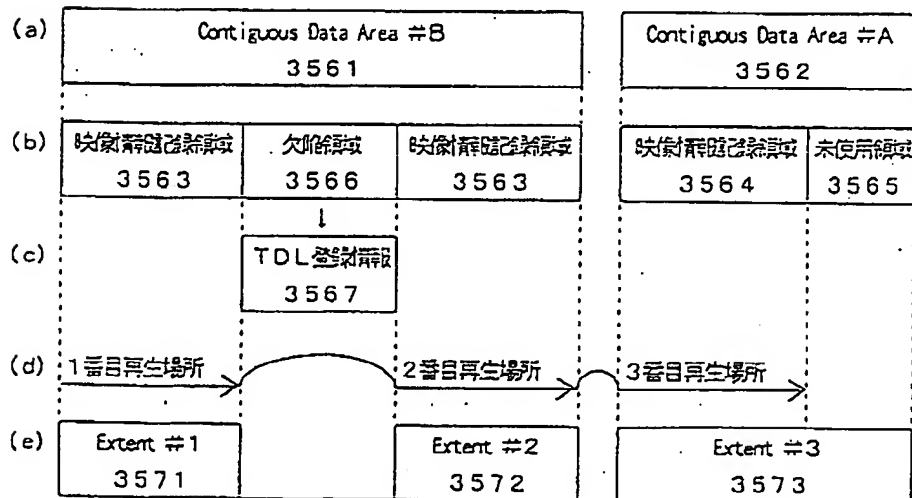 (a)
Contiguous Data Area #B
3561
Contiguous Data Area #A
3562
(b)
映像情報記録領域
3563
欠陥領域
3566
映像情報記録領域
3563
映像情報記録領域
3564
未使用領域
3565
(c)
TDL登録情報
3567
(d)
1番目再生場所
2番目再生場所
3番目再生場所
(e)
Extent #1
3571
Extent #2
3572
Extent #3
3573